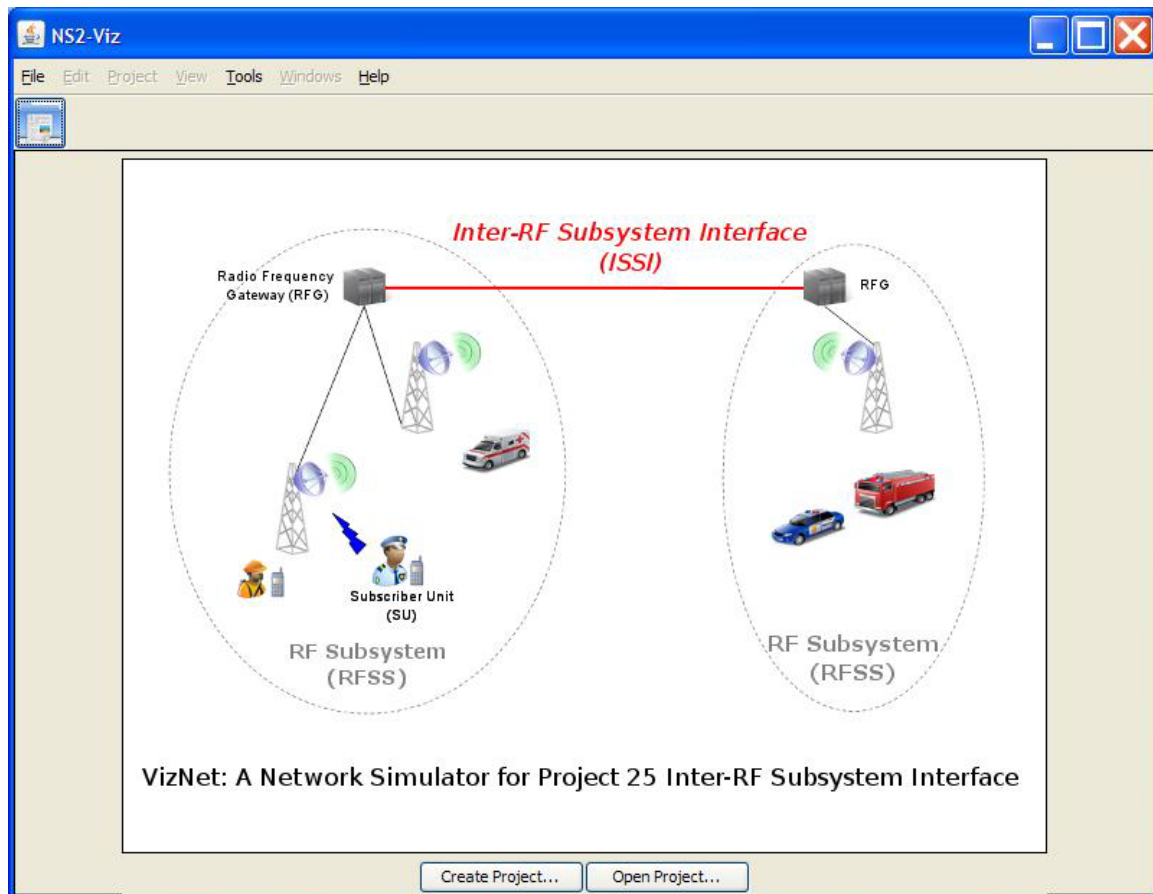 NS2-Viz
File Edit Project View Tools Windows Help
Inter-RF Subsystem Interface
(ISSI)
Radio Frequency
Gateway (RFG)
RFG
Subscriber Unit
(SU)
RF Subsystem
(RFSS)
RF Subsystem
(RFSS)
VizNet: A Network Simulator for Project 25 Inter-RF Subsystem Interface
Create Project... Open Project...